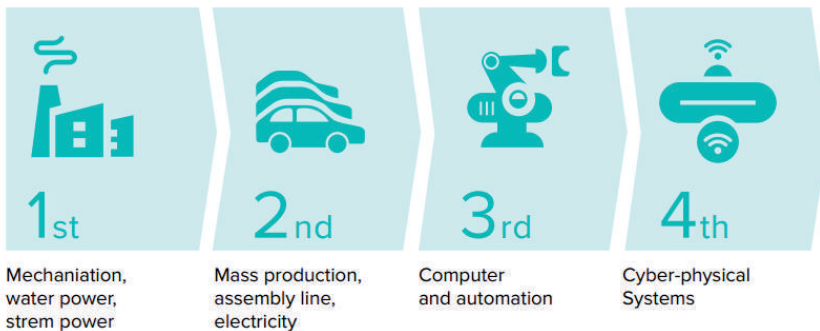 1st
2nd
3rd
4th
Mechaniation,
water power,
strem power
Mass production,
assembly line,
electricity
Computer
and automation
Cyber-physical
Systems